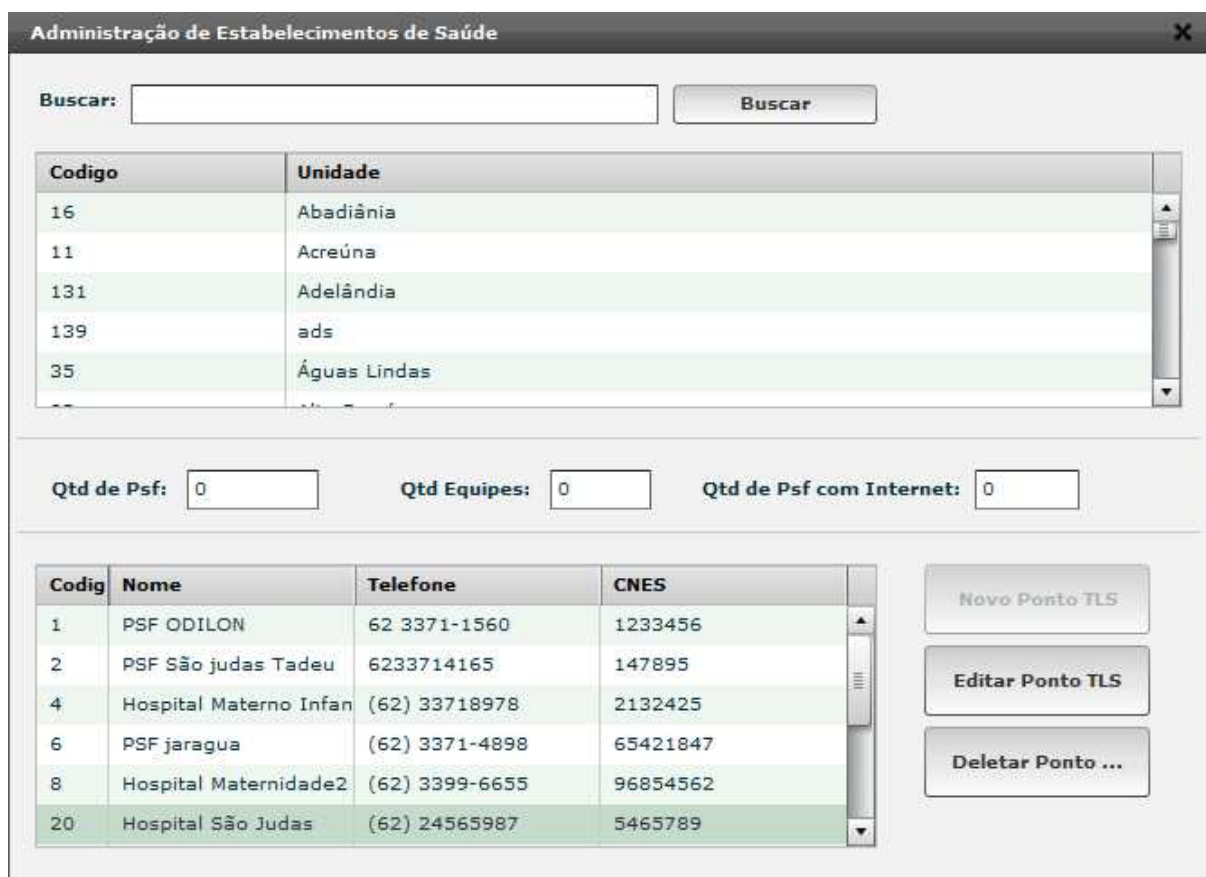 Administração de Estabelecimentos de Saúde
Buscar: Buscar
Codigo Unidade
16 Abadiânia
11 Acreúna
131 Adelândia
139 ads
35 Águas Lindas
Qtd de Psf: 0 Qtd Equipes: 0 Qtd de Psf com Internet: 0
Codig Nome Telefone CNES
1 PSF ODILON 62 3371-1560 1233456
2 PSF São judas Tadeu 6233714165 147895
4 Hospital Materno Infan (62) 33718978 2132425
6 PSF jaragua (62) 3371-4898 65421847
8 Hospital Maternidade2 (62) 3399-6655 96854562
20 Hospital São Judas (62) 24565987 5465789
Novo Ponto TLS
Editar Ponto TLS
Deletar Ponto ...